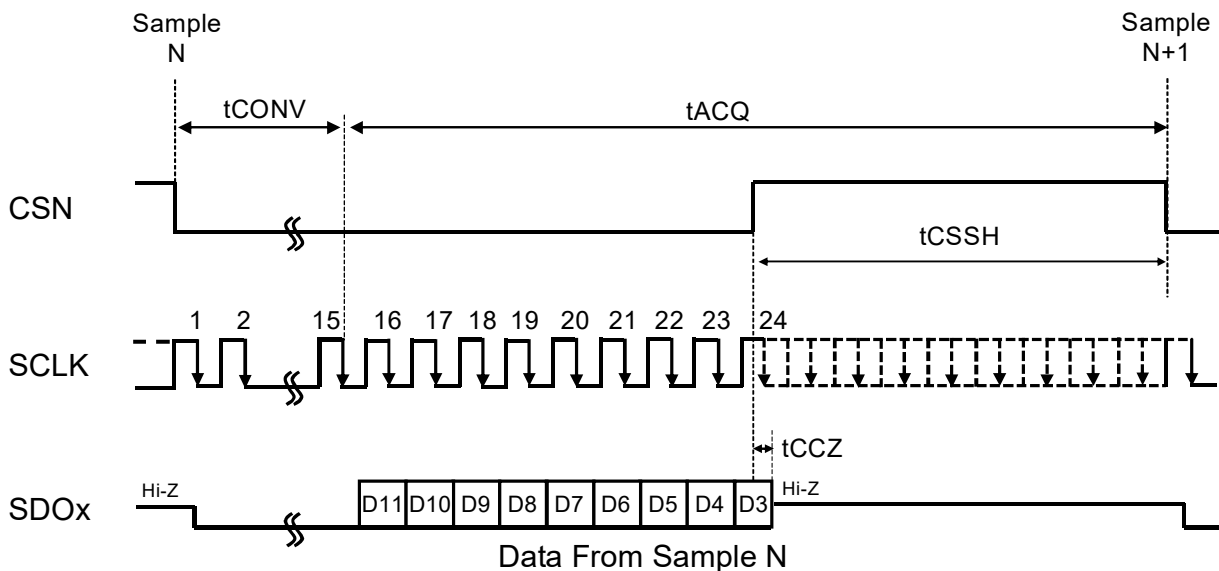 Sample
N
Sample
N+1
tCONV
tACQ
CSN
tCSSH
1 2 15 16 17 18 19 20 21 22 23 24
SCLK
tCCZ
Hi-Z
Hi-Z
SDOx
D11 D10 D9 D8 D7 D6 D5 D4 D3
Data From Sample N